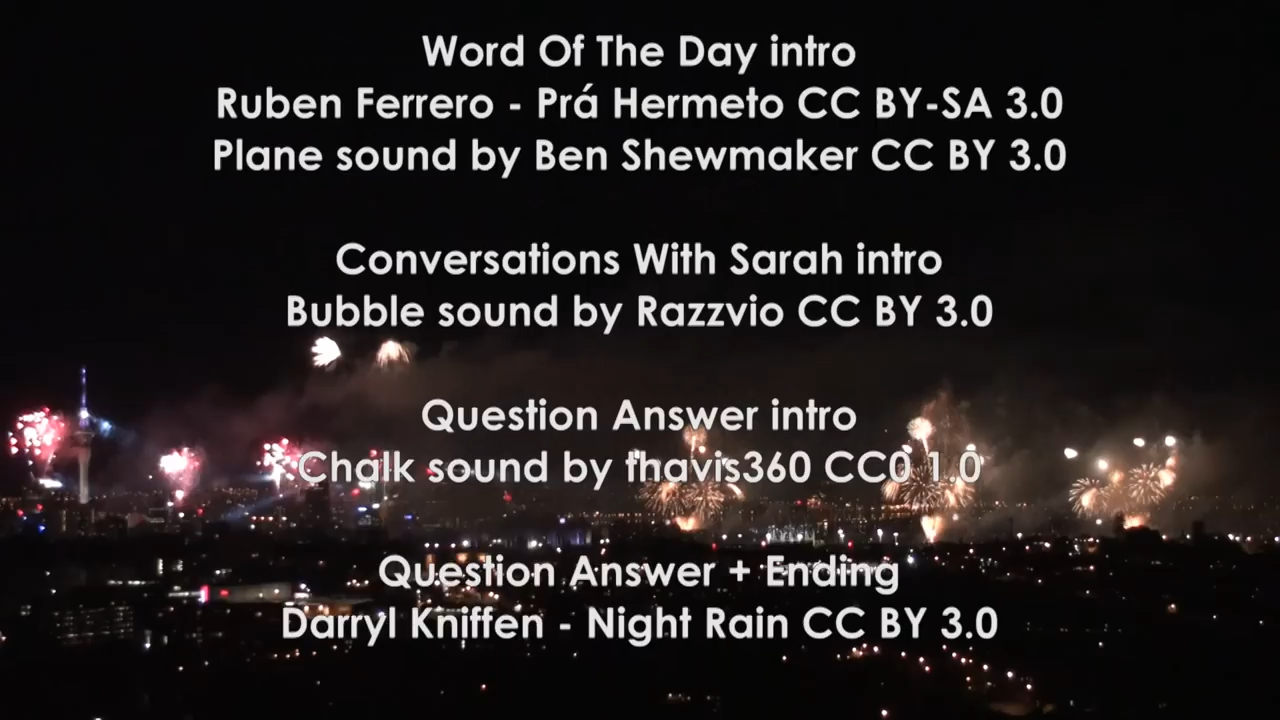 Word Of The Day intro
Ruben Ferrero - Prá Hermeto CC BY-SA 3.0
Plane sound by Ben Shewmaker CC BY 3.0
Conversations With Sarah intro
Bubble sound by Razzvio CC BY 3.0
Question Answer intro
Chalk sound by thavis360 CC0 1.0
Question Answer + Ending
Darryl Kniffen - Night Rain CC BY 3.0